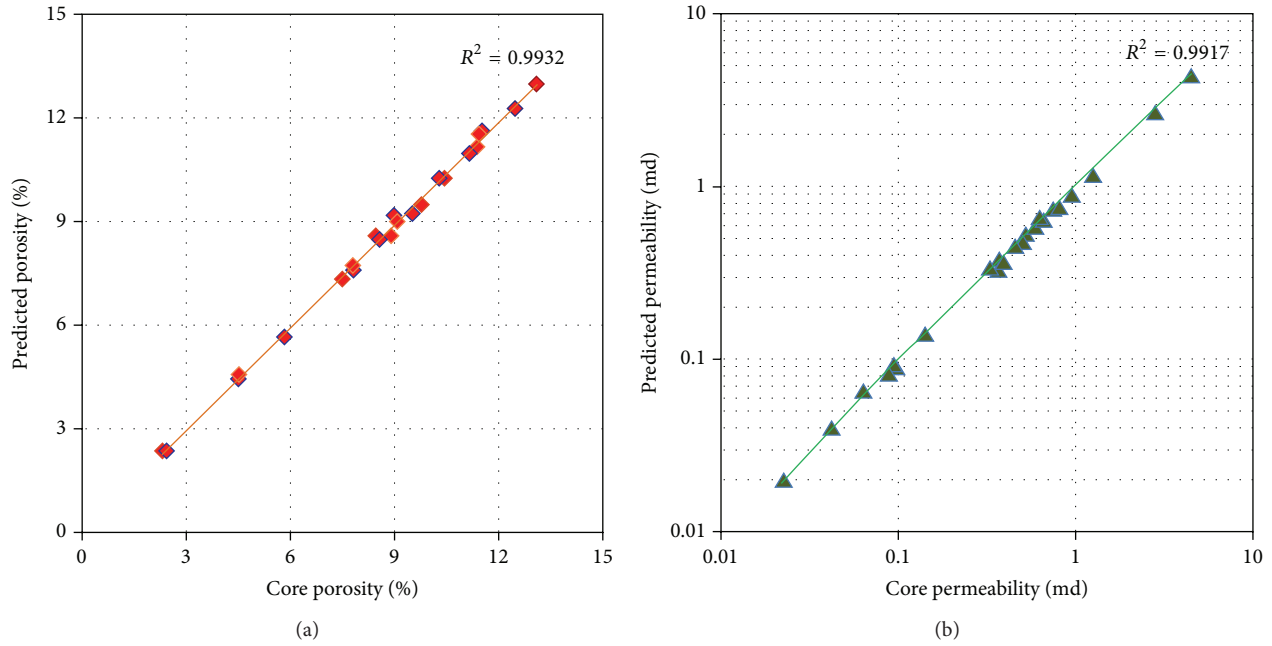 15
12
9
6
3
0
0 3 6 9 12 15
Predicted porosity (%)
Core porosity (%)
R² = 0.9932
(a)
10
1
0.1
0.01
0.01 0.1 1 10
Predicted permeability (md)
Core permeability (md)
R² = 0.9917
(b)